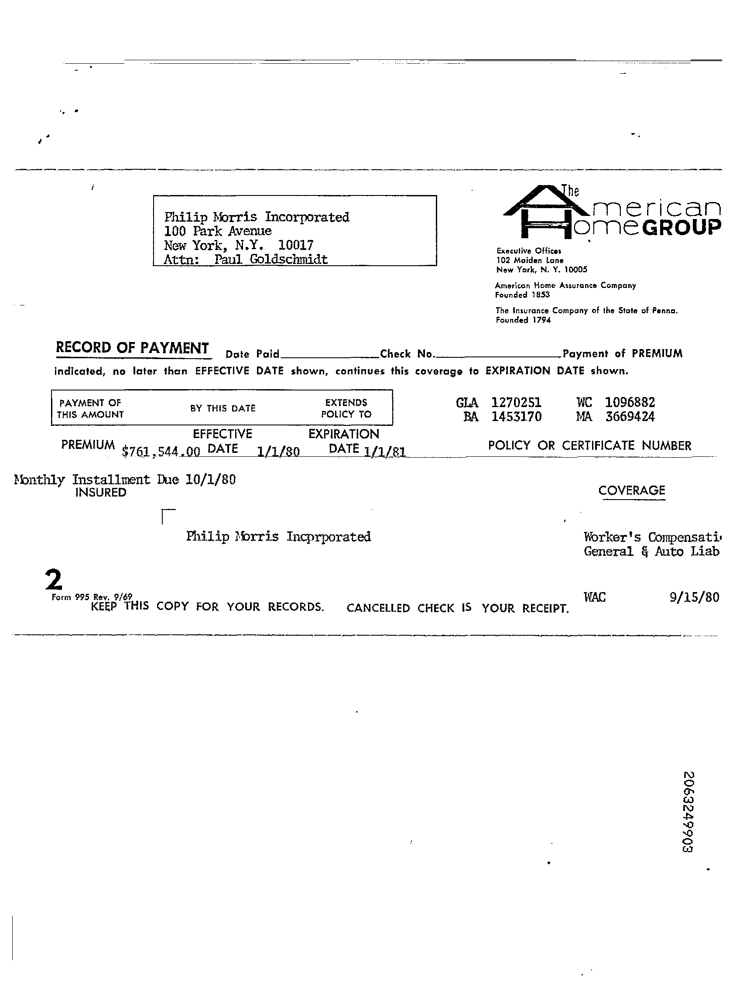 Philip Morris Incorporated
100 Park Avenue
New York, N.Y. 10017
Attn: Paul Goldschmidt
The
American
Home GROUP
Executive Offices
102 Maiden Lane
New York, N. Y. 10005
American Home Assurance Company
Founded 1853
The Insurance Company of the State of Penna.
Founded 1794
RECORD OF PAYMENT Date Paid Check No. Payment of PREMIUM
indicated, no later than EFFECTIVE DATE shown, continues this coverage to EXPIRATION DATE shown.
PAYMENT OF THIS AMOUNT BY THIS DATE EXTENDS POLICY TO
GLA 1270251 WC 1096882
BA 1453170 MA 3669424
PREMIUM $761,544.00 EFFECTIVE DATE 1/1/80 EXPIRATION DATE 1/1/81 POLICY OR CERTIFICATE NUMBER
Monthly Installment Due 10/1/80
INSURED COVERAGE
Philip Morris Incprporated Worker's Compensati
General & Auto Liab
2
Form 995 Rev. 9/69 WAC 9/15/80
KEEP THIS COPY FOR YOUR RECORDS. CANCELLED CHECK IS YOUR RECEIPT.
2063249903